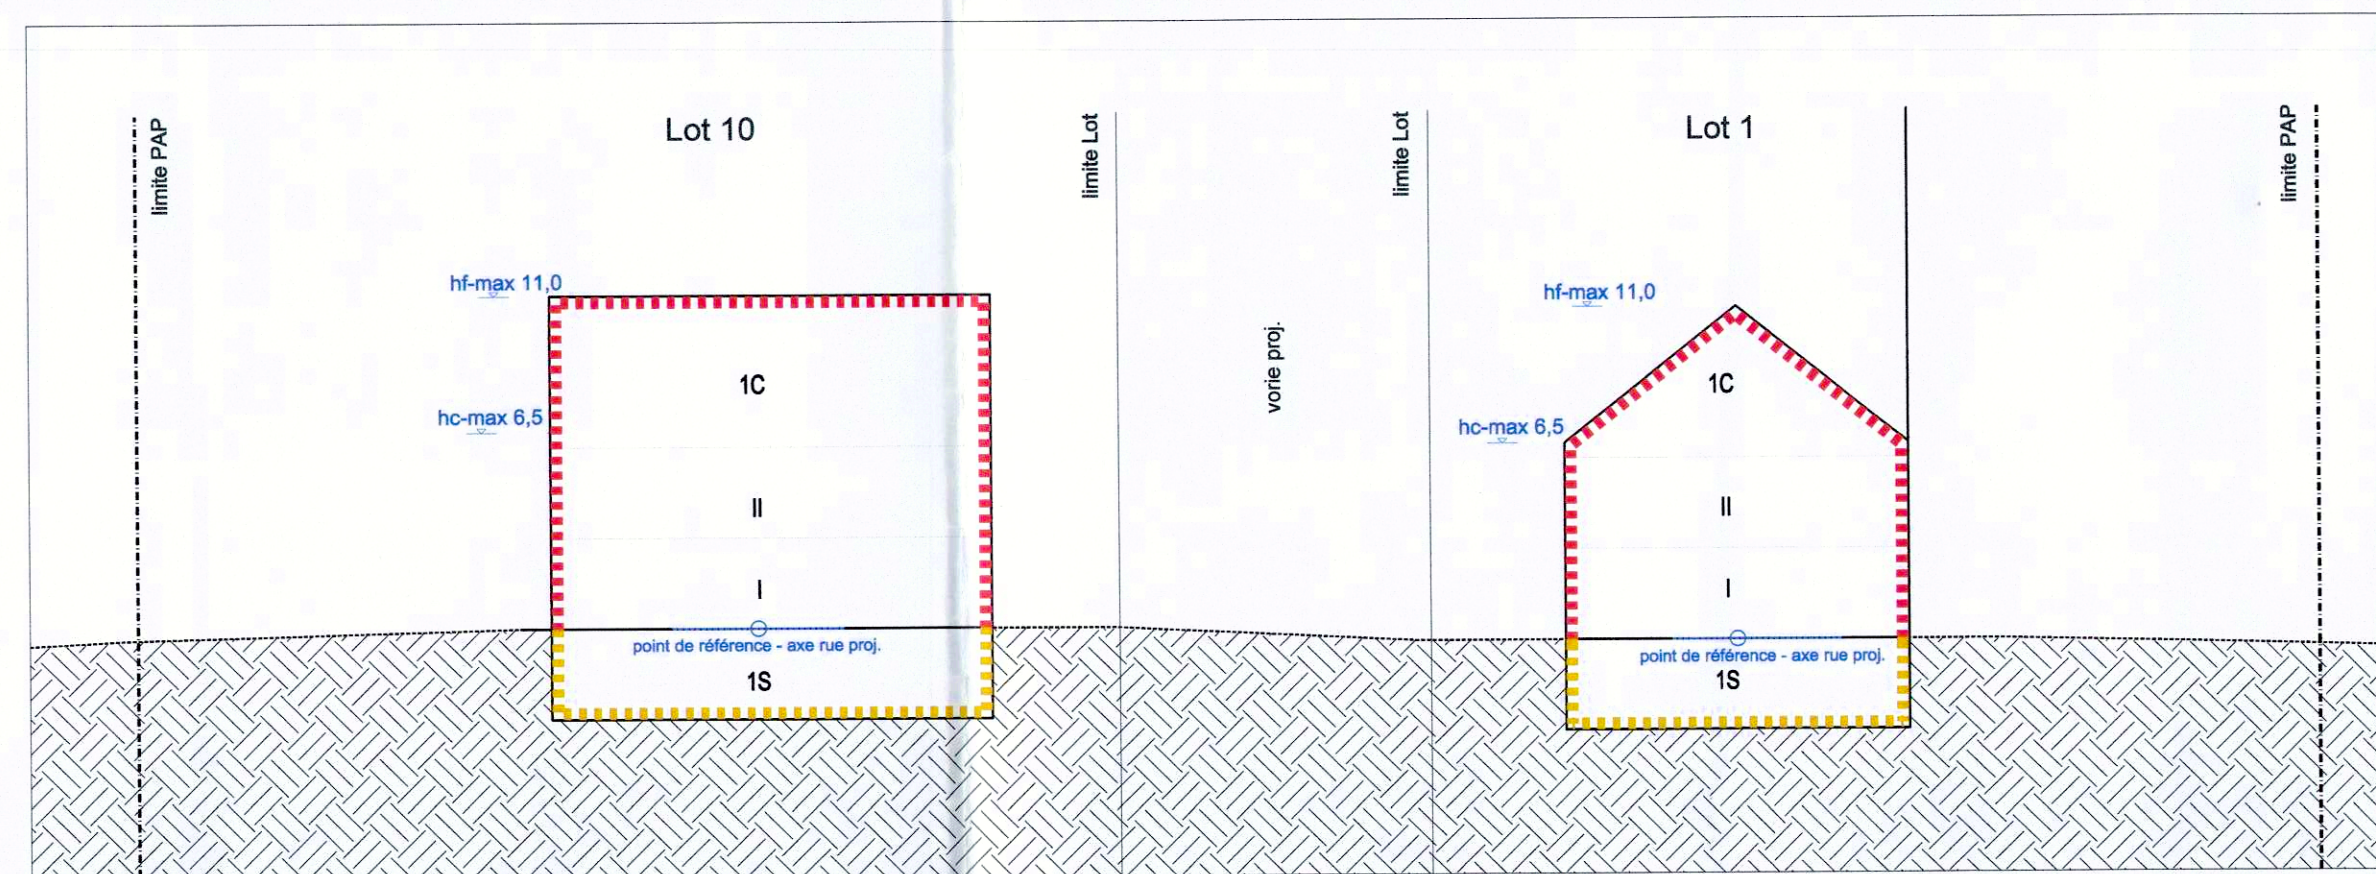 limite PAP
Lot 10
limite Lot
limite Lot
Lot 1
limite PAP
hf-max 11,0
hf-max 11,0
vorie proj.
1C
1C
hc-max 6,5
hc-max 6,5
II
II
I
I
point de référence - axe rue proj.
point de référence - axe rue proj.
1S
1S